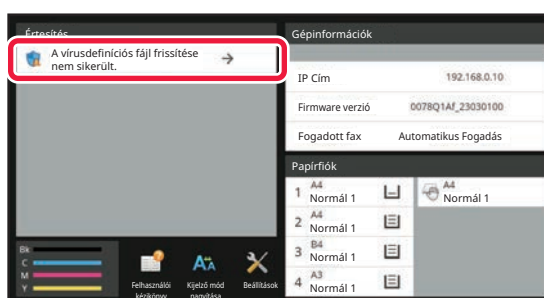 Értesítés
A vírusdefiníciós fájl frissítése
nem sikerült.
Gépinformációk
IP Cím 192.168.0.10
Firmware verzió 0078Q1Af_23030100
Fogadott fax Automatikus Fogadás
Papírfiók
1 A4 Normál 1
A4 Normál 1
2 A4 Normál 1
3 B4 Normál 1
4 A3 Normál 1
Bk
C
M
Y
Felhasználói
kézikönyv
Kijelző mód
nagyítása
Beállítások